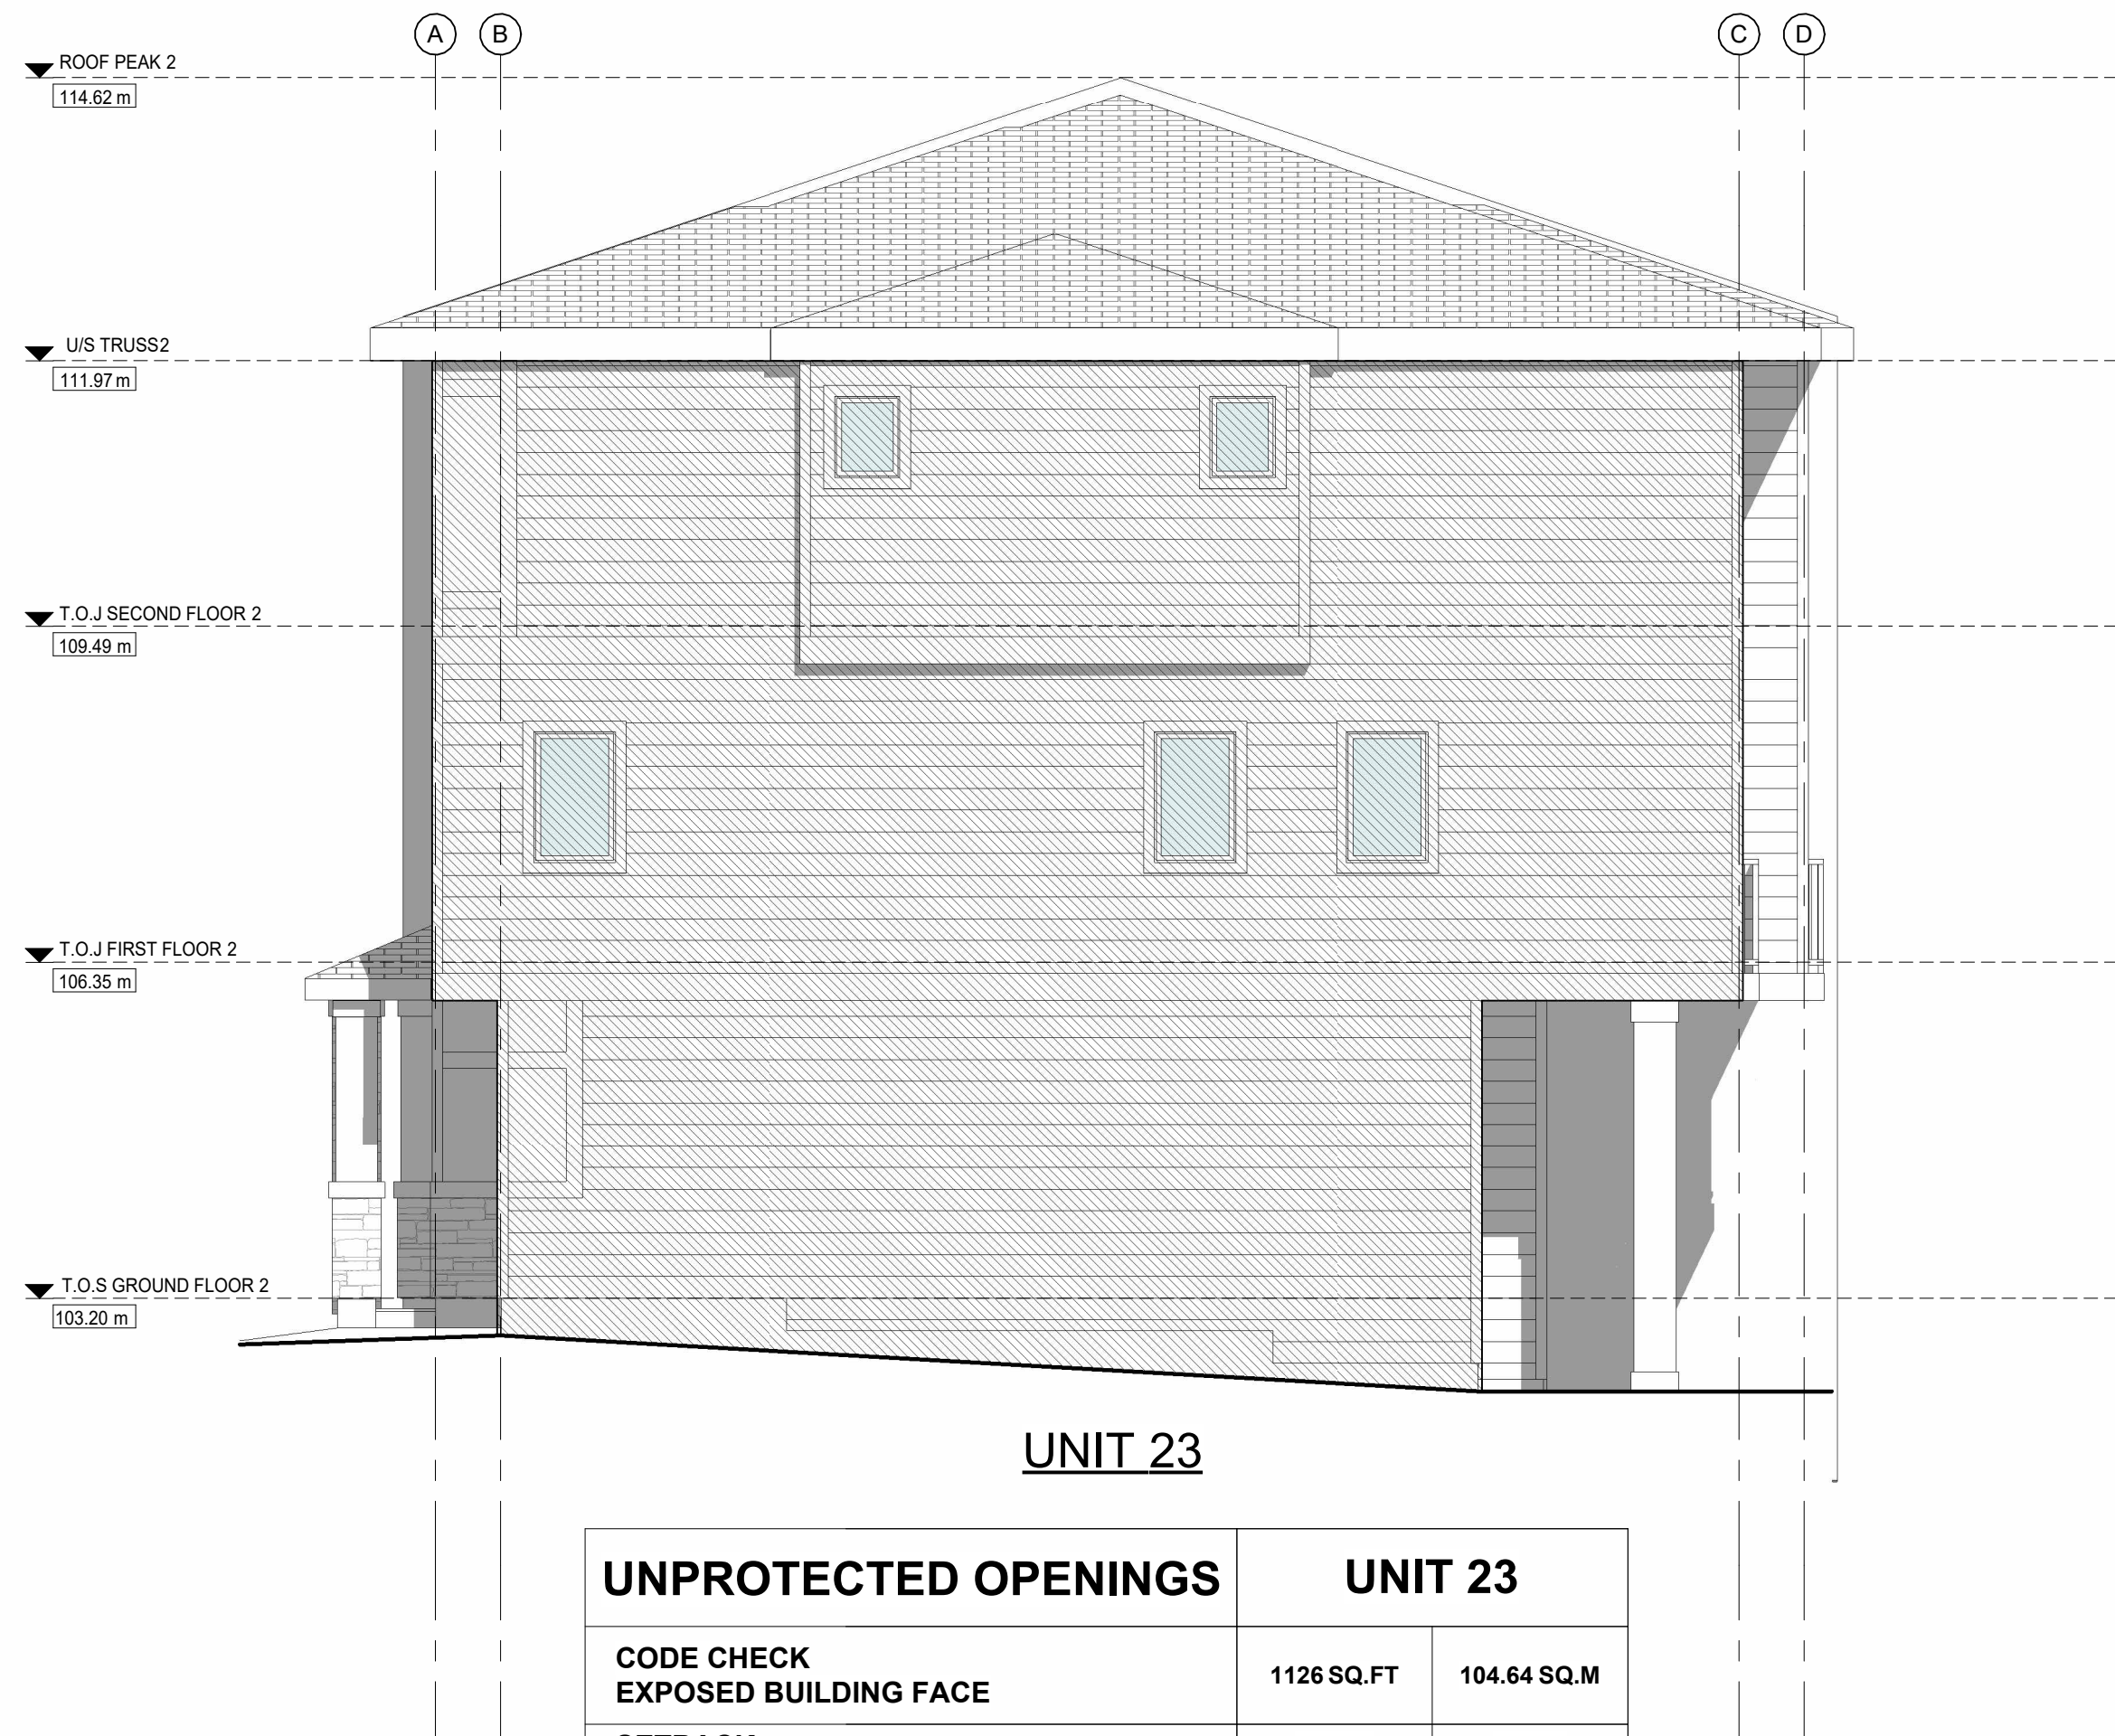 A B C D
ROOF PEAK 2
114.62 m
U/S TRUSS2
111.97 m
T.O.J SECOND FLOOR 2
109.49 m
T.O.J FIRST FLOOR 2
106.35 m
T.O.S GROUND FLOOR 2
103.20 m
UNIT 23
UNPROTECTED OPENINGS UNIT 23
CODE CHECK
EXPOSED BUILDING FACE 1126 SQ.FT 104.64 SQ.M